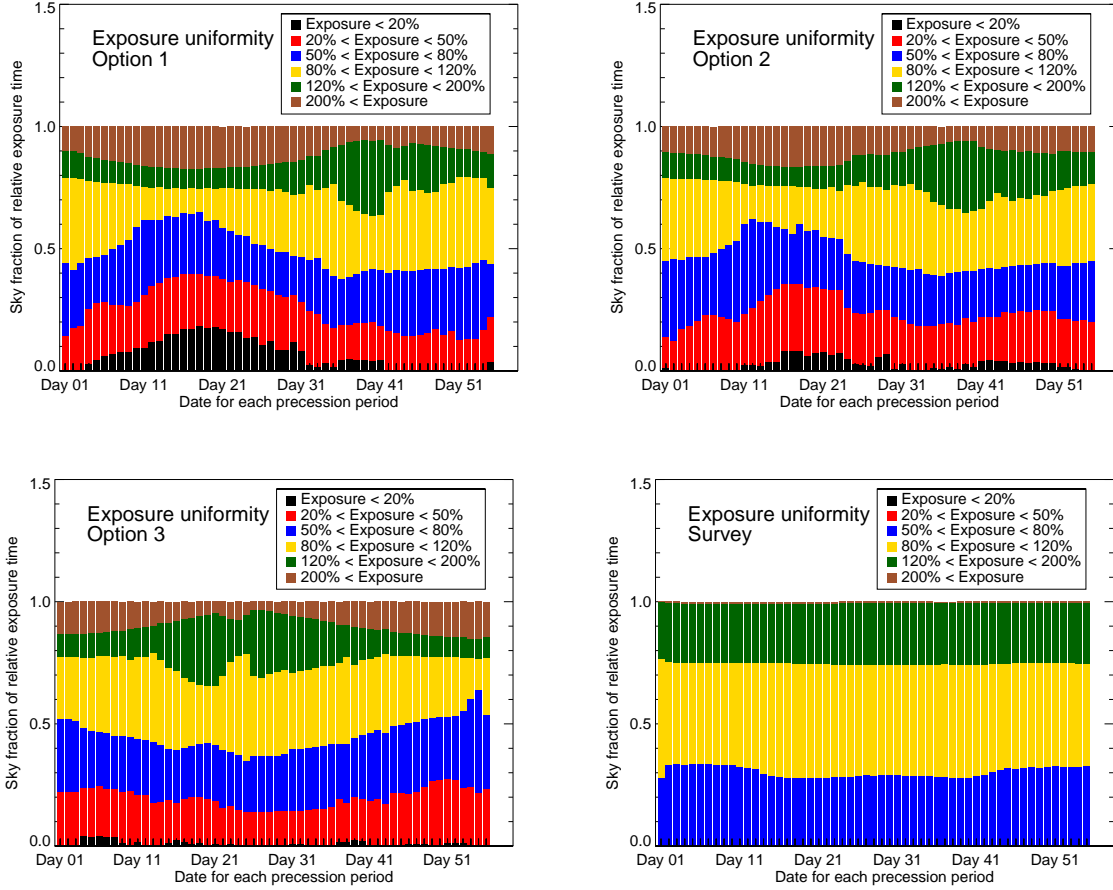 Exposure uniformity
Option 1
Exposure < 20%
20% < Exposure < 50%
50% < Exposure < 80%
80% < Exposure < 120%
120% < Exposure < 200%
200% < Exposure
1.5
1.0
0.5
0.0
Sky fraction of relative exposure time
Day 01 Day 11 Day 21 Day 31 Day 41 Day 51
Date for each precession period
Exposure uniformity
Option 2
Exposure < 20%
20% < Exposure < 50%
50% < Exposure < 80%
80% < Exposure < 120%
120% < Exposure < 200%
200% < Exposure
1.5
1.0
0.5
0.0
Sky fraction of relative exposure time
Day 01 Day 11 Day 21 Day 31 Day 41 Day 51
Date for each precession period
Exposure uniformity
Option 3
Exposure < 20%
20% < Exposure < 50%
50% < Exposure < 80%
80% < Exposure < 120%
120% < Exposure < 200%
200% < Exposure
1.5
1.0
0.5
0.0
Sky fraction of relative exposure time
Day 01 Day 11 Day 21 Day 31 Day 41 Day 51
Date for each precession period
Exposure uniformity
Survey
Exposure < 20%
20% < Exposure < 50%
50% < Exposure < 80%
80% < Exposure < 120%
120% < Exposure < 200%
200% < Exposure
1.5
1.0
0.5
0.0
Sky fraction of relative exposure time
Day 01 Day 11 Day 21 Day 31 Day 41 Day 51
Date for each precession period